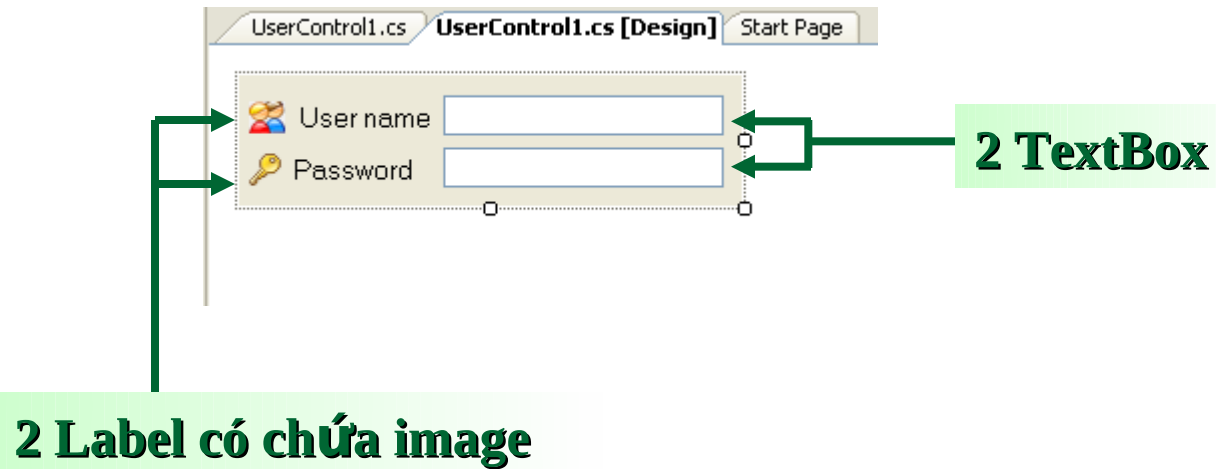 UserControl1.cs UserControl1.cs [Design] Start Page
User name
2 TextBox
Password
2 Label có chứa image